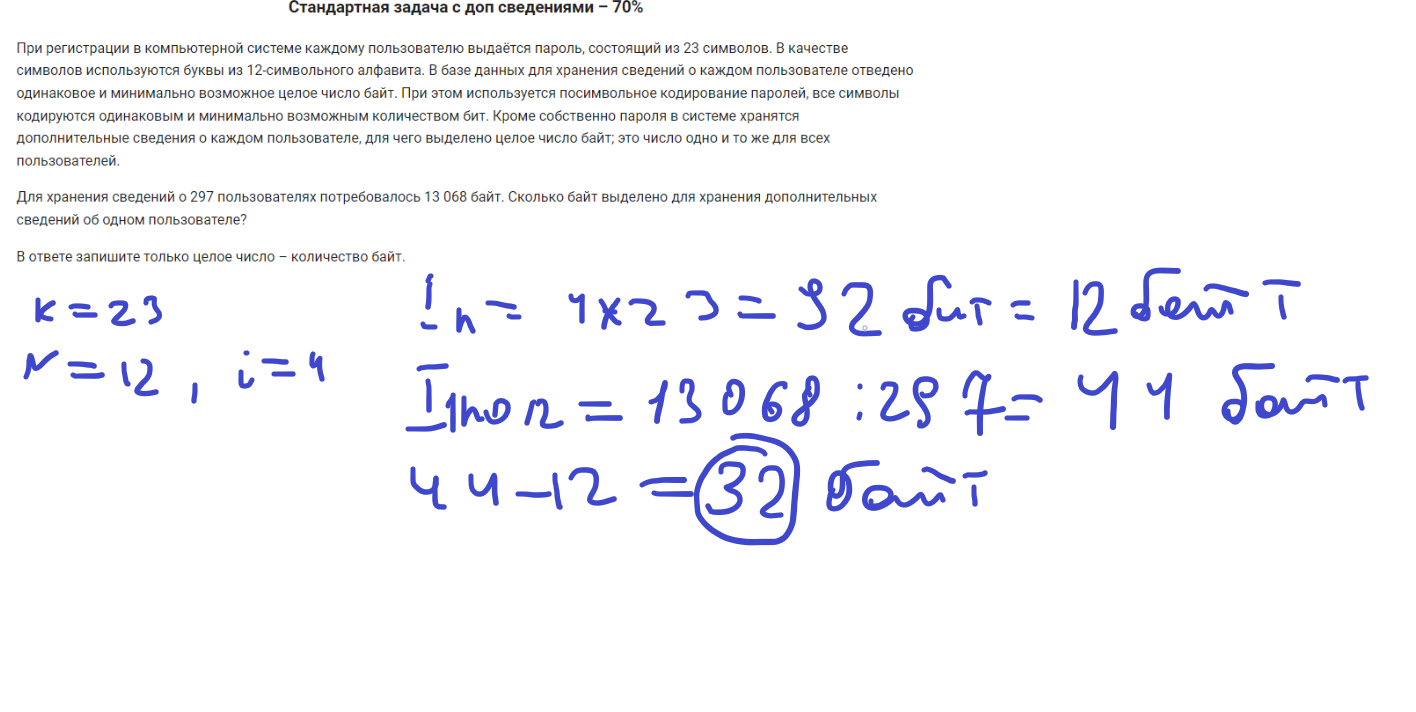 Стандартная задача с доп сведениями – 70%
При регистрации в компьютерной системе каждому пользователю выдаётся пароль, состоящий из 23 символов. В качестве
символов используются буквы из 12-символьного алфавита. В базе данных для хранения сведений о каждом пользователе отведено
одинаковое и минимально возможное целое число байт. При этом используется посимвольное кодирование паролей, все символы
кодируются одинаковым и минимально возможным количеством бит. Кроме собственно пароля в системе хранятся
дополнительные сведения о каждом пользователе, для чего выделено целое число байт; это число одно и то же для всех
пользователей.
Для хранения сведений о 297 пользователях потребовалось 13 068 байт. Сколько байт выделено для хранения дополнительных
сведений об одном пользователе?
В ответе запишите только целое число – количество байт.
K = 23
N = 12, i = 4
Iп = 4x23 = 92 бит = 12 байт
I1пол = 13068 : 297 = 44 байт
44 – 12 = 32 байт